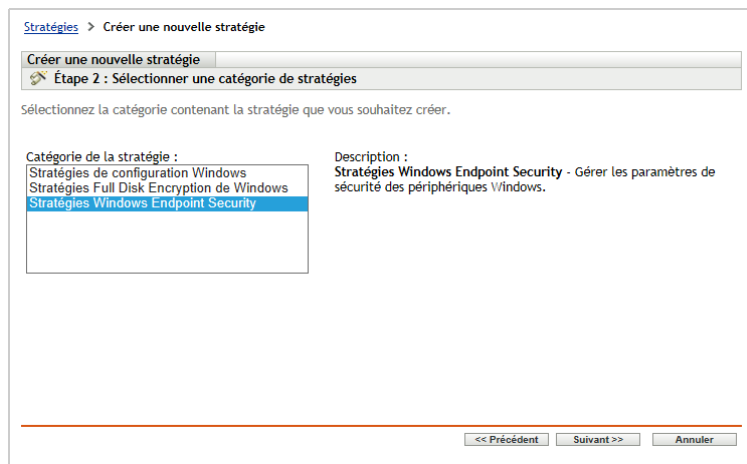 Stratégies > Créer une nouvelle stratégie
Créer une nouvelle stratégie
Étape 2 : Sélectionner une catégorie de stratégies
Sélectionnez la catégorie contenant la stratégie que vous souhaitez créer.
Catégorie de la stratégie :
Stratégies de configuration Windows
Stratégies Full Disk Encryption de Windows
Stratégies Windows Endpoint Security
Description :
Stratégies Windows Endpoint Security - Gérer les paramètres de
sécurité des périphériques Windows.
<< Précédent
Suivant >>
Annuler